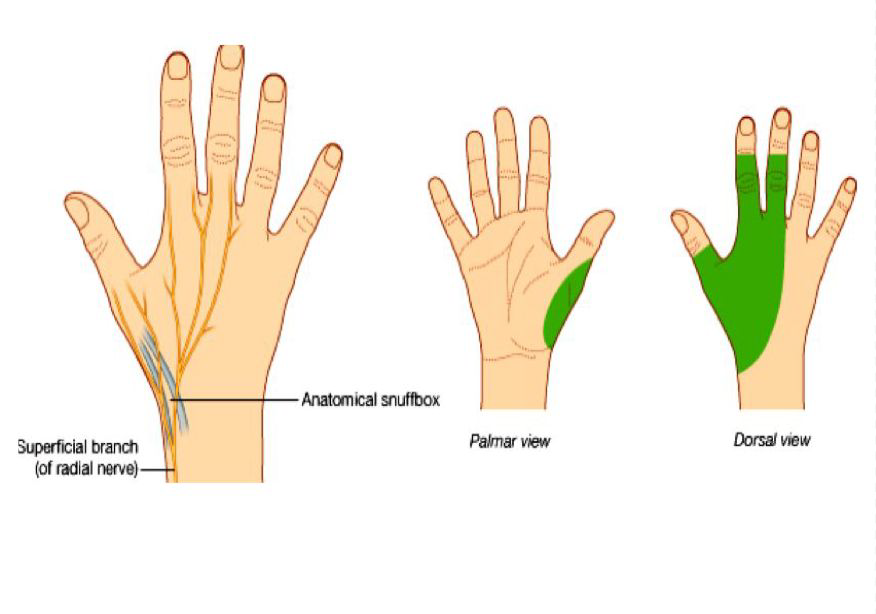 Anatomical snuffbox
Superficial branch
(of radial nerve)
Palmar view
Dorsal view